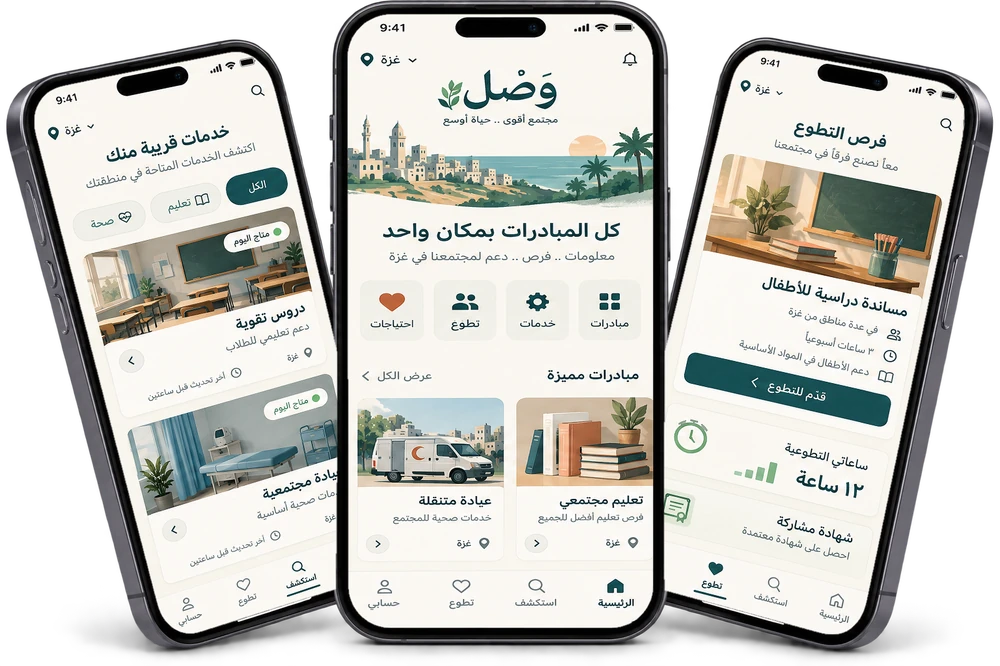 9:41
غزة
خدمات قريبة منك
اكتشف الخدمات المتاحة في منطقتك
الكل
تعليم
صحة
متاح اليوم
دروس تقوية
دعم تعليمي للطلاب
غزة
آخر تحديث قبل ساعتين
متاح اليوم
يادة مجتمعية
مات صحية أساسية
غزة
آخر تحديث قبل ساعتين
استكشف
تطوع
حسابي
9:41
غزة
وَصْل
مجتمع أقوى .. حياة أوسع
كل المبادرات بمكان واحد
معلومات .. فرص .. دعم لمجتمعنا في غزة
مبادرات
خدمات
تطوع
احتياجات
مبادرات مميزة
عرض الكل
تعليم مجتمعي
فرص تعليم أفضل للجميع
غزة
عيادة متنقلة
خدمات صحية للمجتمع
غزة
الرئيسية
استكشف
تطوع
حسابي
9:41
غزة
فرص التطوع
معاً نصنع فرقاً في مجتمعنا
مساندة دراسية للأطفال
في عدة مناطق من غزة
٣ ساعات أسبوعياً
دعم الأطفال في المواد الأساسية
قدّم للتطوع
ساعاتي التطوعية
١٢ ساعة
شهادة مشاركة
احصل على شهادة معتمدة
الرئيسية
استكشف
تطوع